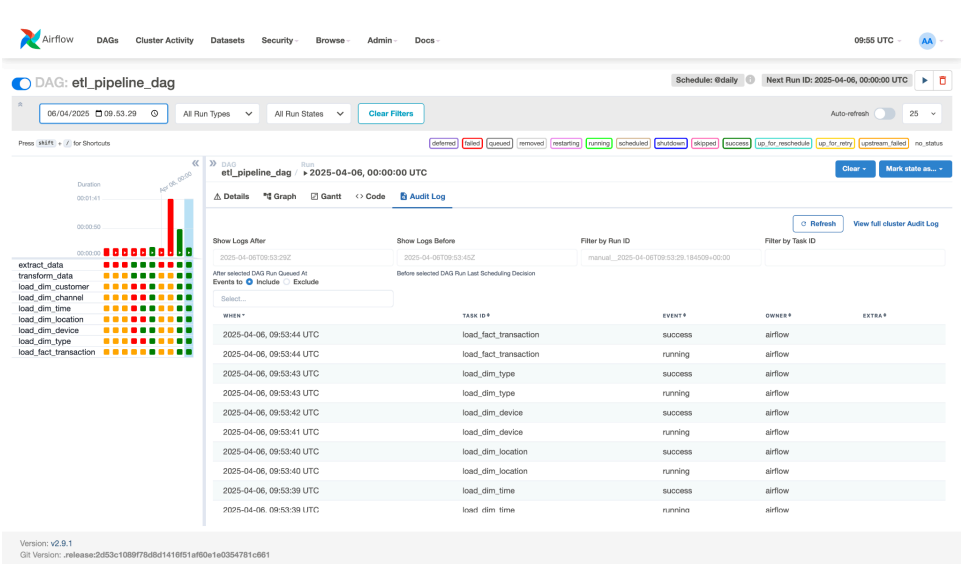 Airflow DAGs Cluster Activity Datasets Security Browse Admin Docs 09:55 UTC AA
DAG: etl_pipeline_dag Schedule: @daily Next Run ID: 2025-04-06, 00:00:00 UTC
06/04/2025 09.53.29 All Run Types All Run States Clear Filters Auto-refresh 25
Press shift + / for Shortcuts deferred failed queued removed restarting running scheduled shutdown skipped success up_for_reschedule up_for_retry upstream_failed no_status
DAG Run
etl_pipeline_dag / 2025-04-06, 00:00:00 UTC Clear Mark state as...
Duration Apr 06, 00:00
00:01:41
00:00:50
00:00:00
extract_data
transform_data
load_dim_customer
load_dim_channel
load_dim_time
load_dim_location
load_dim_device
load_dim_type
load_fact_transaction
Details Graph Gantt <> Code Audit Log
Refresh View full cluster Audit Log
Show Logs After Show Logs Before Filter by Run ID Filter by Task ID
2025-04-06T09:53:29Z 2025-04-06T09:53:45Z manual__2025-04-06T09:53:29.184509+00:00
After selected DAG Run Queued At Before selected DAG Run Last Scheduling Decision
Events to Include Exclude
Select...
WHEN TASK ID EVENT OWNER EXTRA
2025-04-06, 09:53:44 UTC load_fact_transaction success airflow
2025-04-06, 09:53:44 UTC load_fact_transaction running airflow
2025-04-06, 09:53:43 UTC load_dim_type success airflow
2025-04-06, 09:53:43 UTC load_dim_type running airflow
2025-04-06, 09:53:42 UTC load_dim_device success airflow
2025-04-06, 09:53:41 UTC load_dim_device running airflow
2025-04-06, 09:53:40 UTC load_dim_location success airflow
2025-04-06, 09:53:40 UTC load_dim_location running airflow
2025-04-06, 09:53:39 UTC load_dim_time success airflow
2025-04-06, 09:53:39 UTC load_dim_time running airflow
Version: v2.9.1
Git Version: .release:2d53c1089f78d8d1416f51af60e1e0354781c661